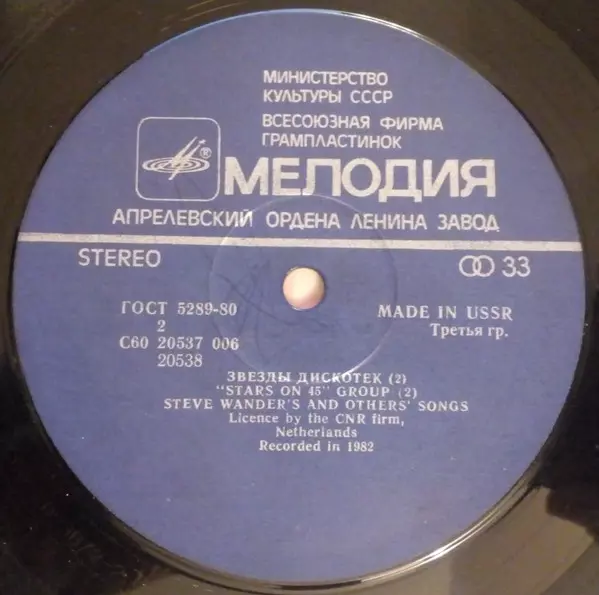 МИНИСТЕРСТВО
КУЛЬТУРЫ СССР
ВСЕСОЮЗНАЯ ФИРМА
ГРАМПЛАСТИНОК
®
МЕЛОДИЯ
АПРЕЛЕВСКИЙ ОРДЕНА ЛЕНИНА ЗАВОД
STEREO
33
ГОСТ 5289-80
MADE IN USSR
2
Третья гр.
С60 20537 006
20538
ЗВЕЗДЫ ДИСКОТЕК (2)
"STARS ON 45" GROUP (2)
STEVE WANDER'S AND OTHERS' SONGS
Licence by the CNR firm,
Netherlands
Recorded in 1982